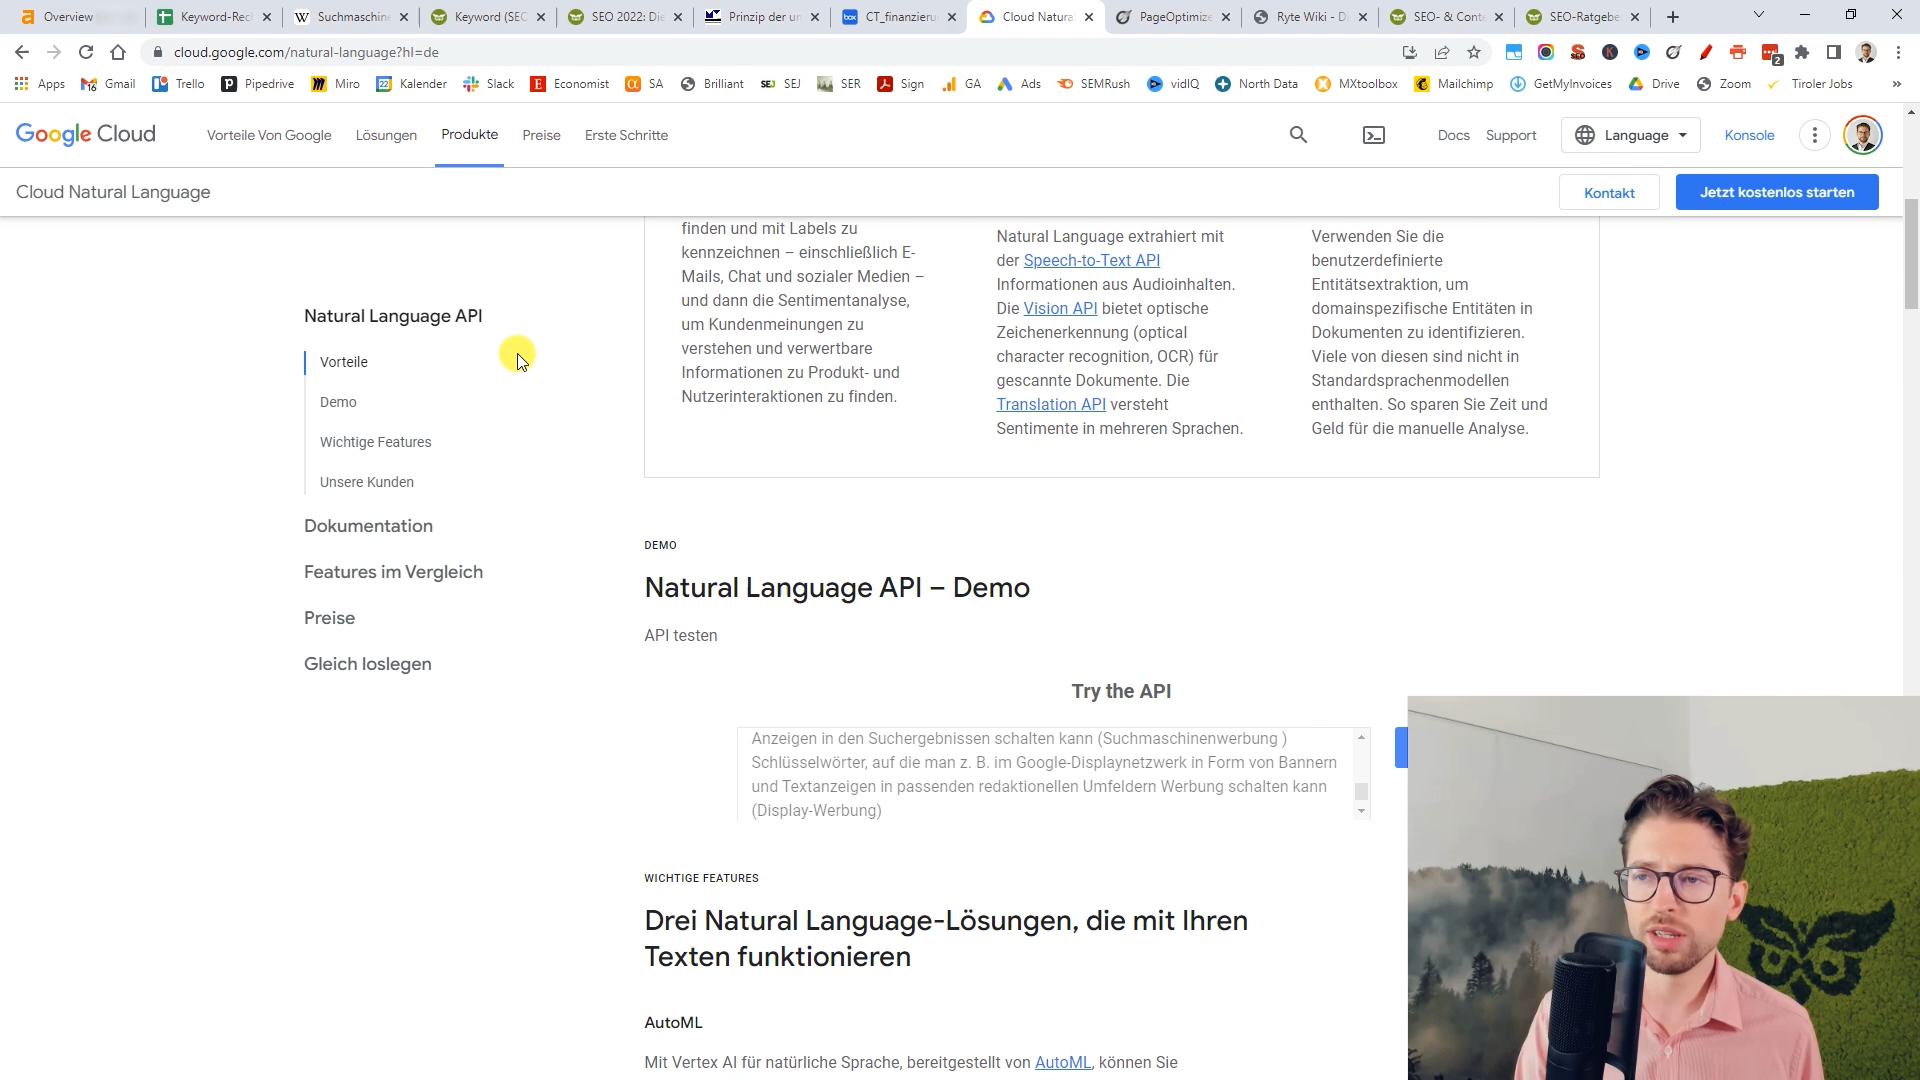 Overview
Keyword-Rec
Suchmaschin
Keyword (SEO
SEO 2022: Die
Prinzip der un
CT_finanzieru
Cloud Natura
PageOptimize
Ryte Wiki - D
SEO- & Conte
SEO-Ratgebe
cloud.google.com/natural-language?hl=de
2
Apps
Gmail
Trello
Pipedrive
Miro
Kalender
Slack
Economist
SA
Brilliant
SEJ
SER
Sign
GA
Ads
SEMRush
vidIQ
North Data
MXtoolbox
Mailchimp
GetMyInvoices
Drive
Zoom
Tiroler Jobs
»
Google Cloud
Vorteile Von Google
Lösungen
Produkte
Preise
Erste Schritte
Docs
Support
Language
Konsole
Cloud Natural Language
Kontakt
Jetzt kostenlos starten
Natural Language API
Vorteile
Demo
Wichtige Features
Unsere Kunden
Dokumentation
Features im Vergleich
Preise
Gleich loslegen
finden und mit Labels zu
kennzeichnen – einschließlich E-
Mails, Chat und sozialer Medien –
und dann die Sentimentanalyse,
um Kundenmeinungen zu
verstehen und verwertbare
Informationen zu Produkt- und
Nutzerinteraktionen zu finden.
Natural Language extrahiert mit
der Speech-to-Text API
Informationen aus Audioinhalten.
Die Vision API bietet optische
Zeichenerkennung (optical
character recognition, OCR) für
gescannte Dokumente. Die
Translation API versteht
Sentimente in mehreren Sprachen.
Verwenden Sie die
benutzerdefinierte
Entitätsextraktion, um
domainspezifische Entitäten in
Dokumenten zu identifizieren.
Viele von diesen sind nicht in
Standardsprachenmodellen
enthalten. So sparen Sie Zeit und
Geld für die manuelle Analyse.
DEMO
Natural Language API – Demo
API testen
Try the API
Anzeigen in den Suchergebnissen schalten kann (Suchmaschinenwerbung )
Schlüsselwörter, auf die man z. B. im Google-Displaynetzwerk in Form von Bannern
und Textanzeigen in passenden redaktionellen Umfeldern Werbung schalten kann
(Display-Werbung)
WICHTIGE FEATURES
Drei Natural Language-Lösungen, die mit Ihren
Texten funktionieren
AutoML
Mit Vertex AI für natürliche Sprache, bereitgestellt von AutoML, können Sie